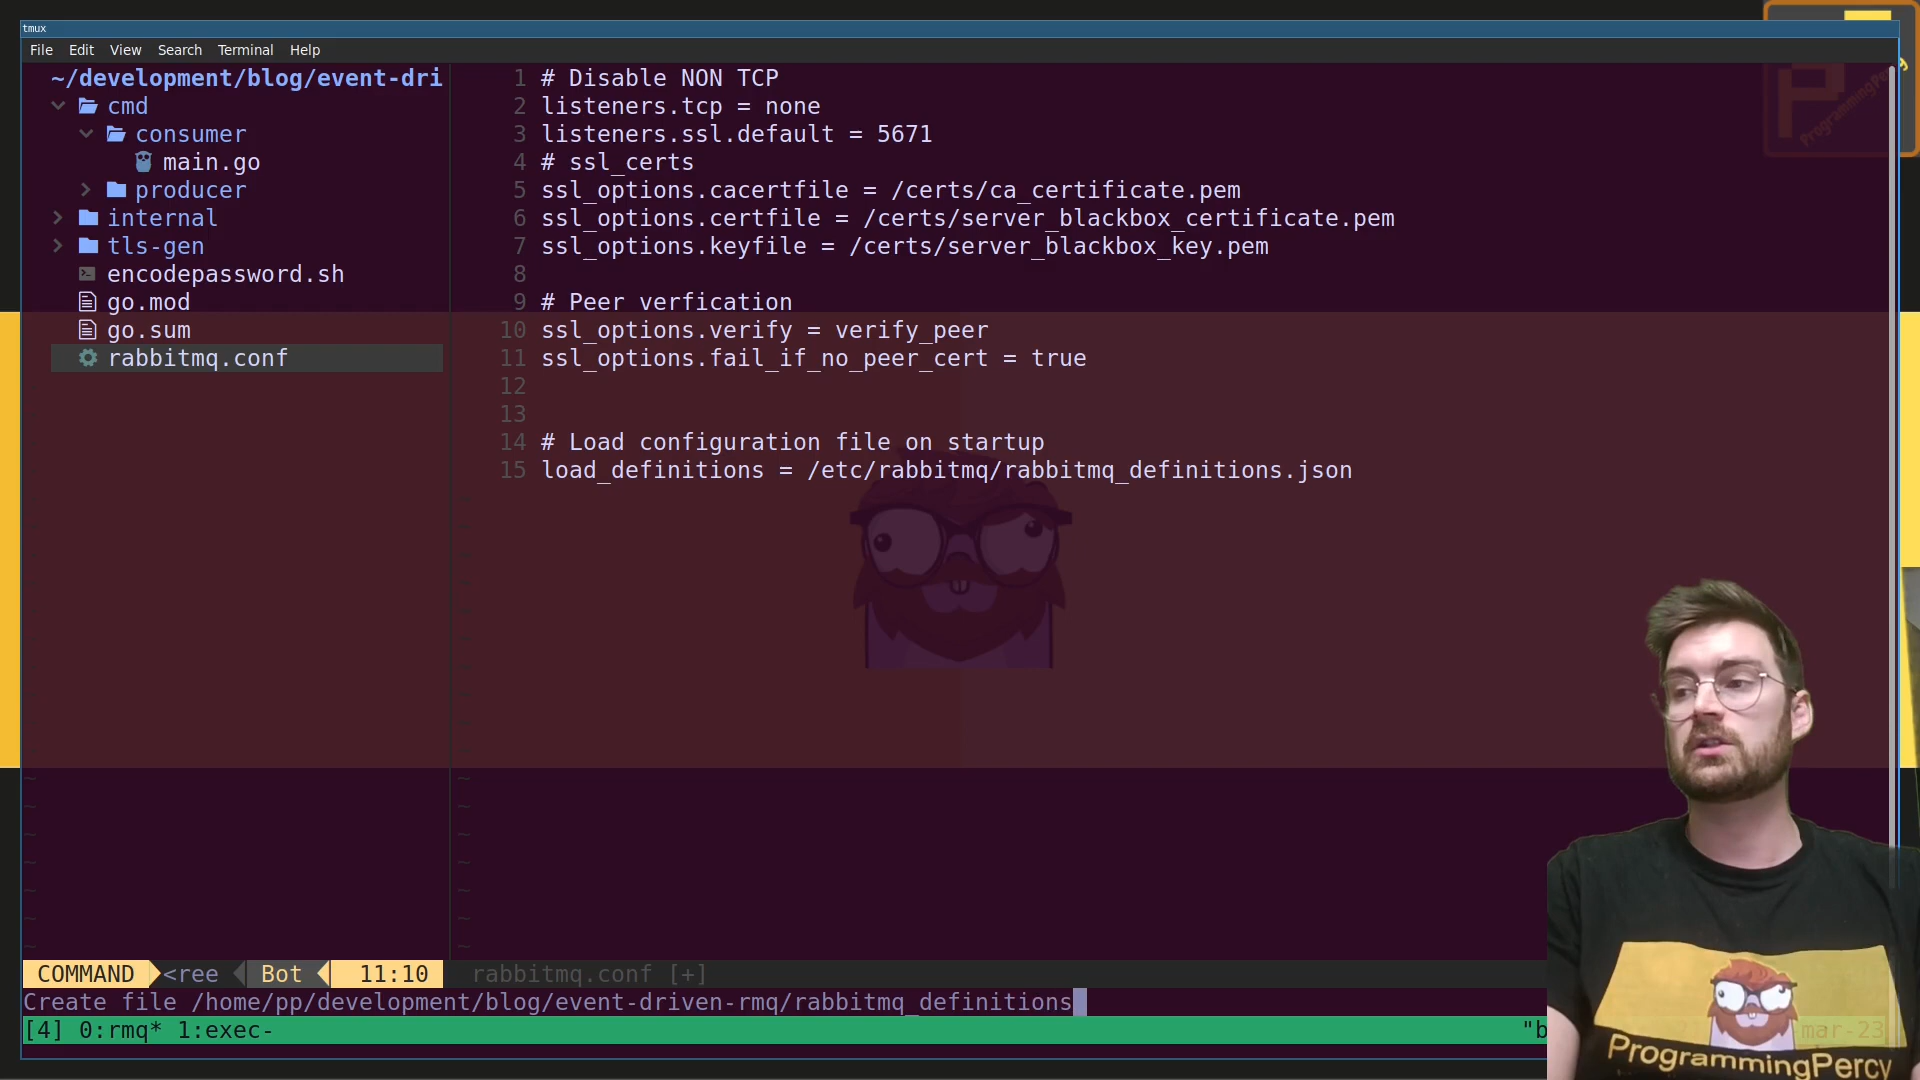 tmux
File Edit View Search Terminal Help
~/development/blog/event-dri
cmd
consumer
main.go
producer
internal
tls-gen
encodepassword.sh
go.mod
go.sum
rabbitmq.conf
1 # Disable NON TCP
2 listeners.tcp = none
3 listeners.ssl.default = 5671
4 # ssl_certs
5 ssl_options.cacertfile = /certs/ca_certificate.pem
6 ssl_options.certfile = /certs/server_blackbox_certificate.pem
7 ssl_options.keyfile = /certs/server_blackbox_key.pem
8
9 # Peer verfication
10 ssl_options.verify = verify_peer
11 ssl_options.fail_if_no_peer_cert = true
12
13
14 # Load configuration file on startup
15 load_definitions = /etc/rabbitmq/rabbitmq_definitions.json
COMMAND <ree Bot 11:10 rabbitmq.conf [+]
Create file /home/pp/development/blog/event-driven-rmq/rabbitmq_definitions
[4] 0:rmq* 1:exec- "b mar-23
ProgrammingPercy